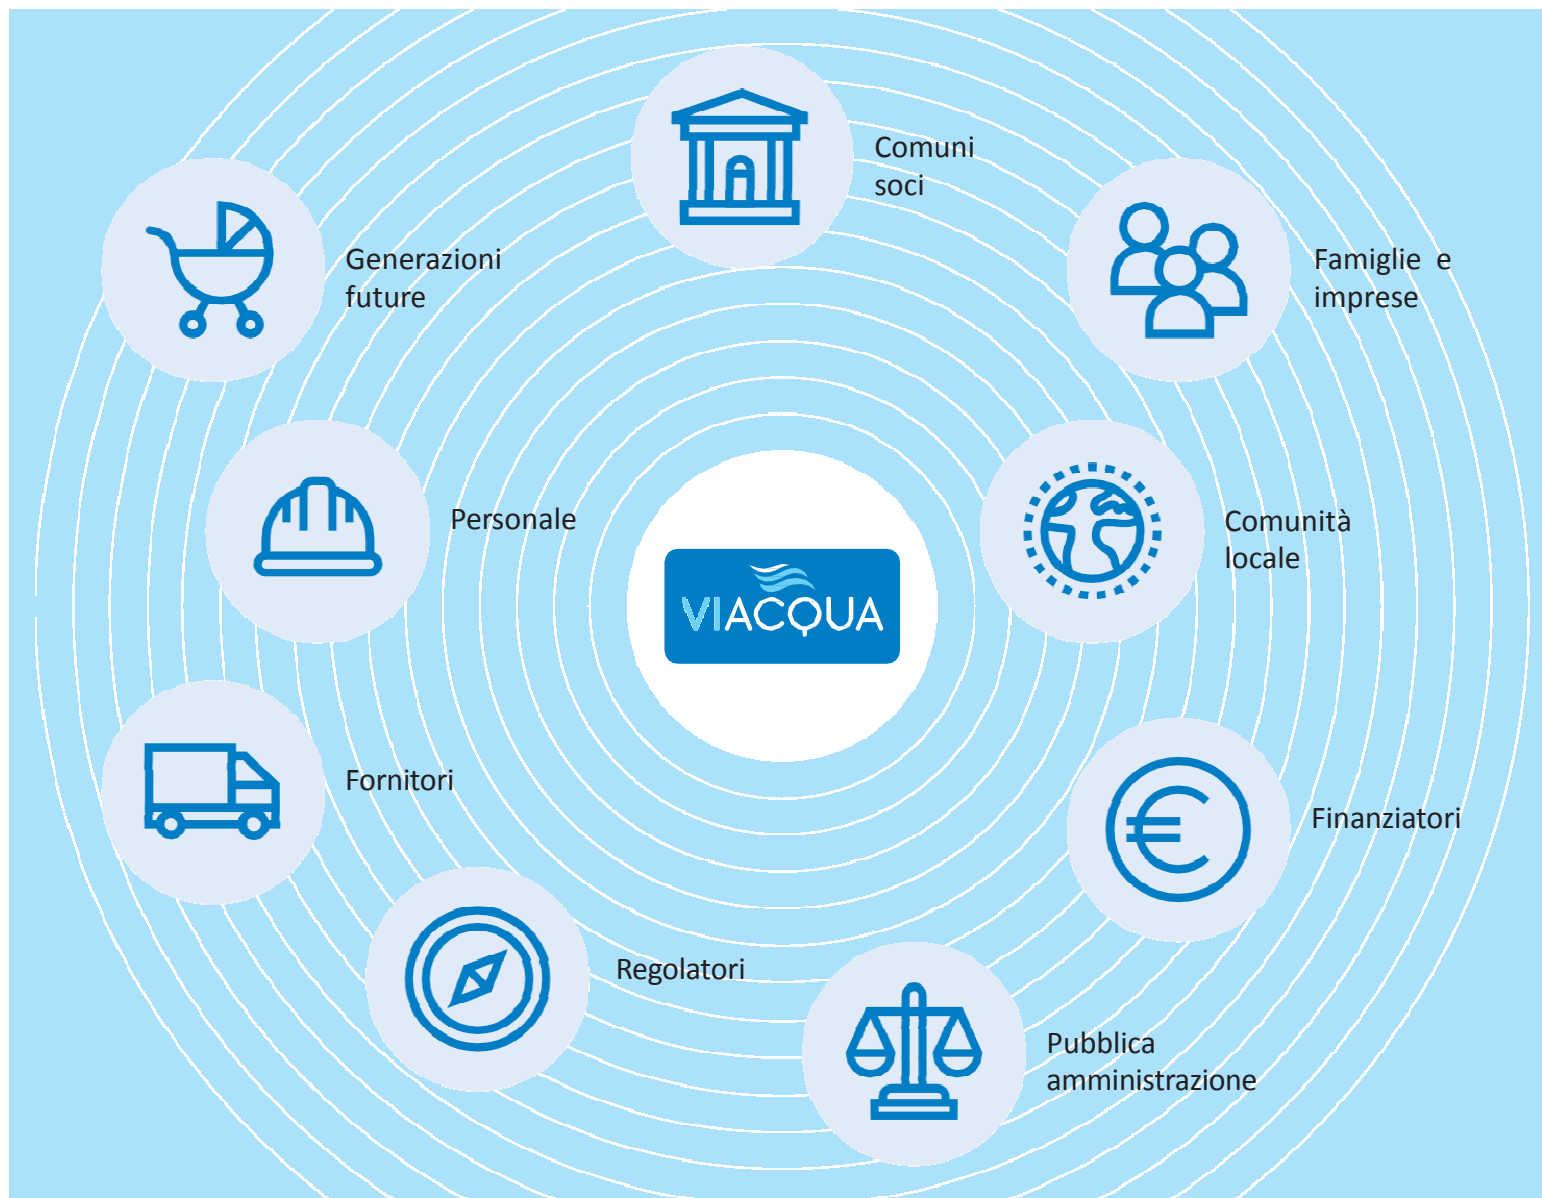 Comuni
soci
Generazioni
future
Famiglie e
imprese
Personale
Comunità
locale
VIACQUA
Fornitori
Finanziatori
Regolatori
Pubblica
amministrazione